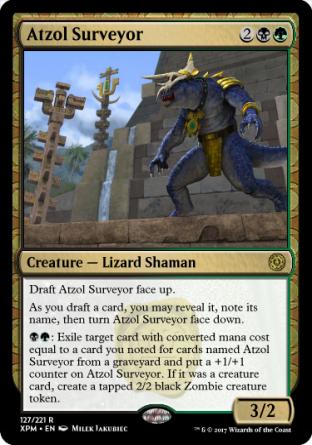 Atzol Surveyor 2
Creature — Lizard Shaman
Draft Atzol Surveyor face up.
As you draft a card, you may reveal it, note its
name, then turn Atzol Surveyor face down.
: Exile target card with converted mana cost
equal to a card you noted for cards named Atzol
Surveyor from a graveyard and put a +1/+1
counter on Atzol Surveyor. If it was a creature
card, create a tapped 2/2 black Zombie creature
token.
3/2
127/221 R
XPM • EN Milek Jakubiec
™ & © 2017 Wizards of the Coast